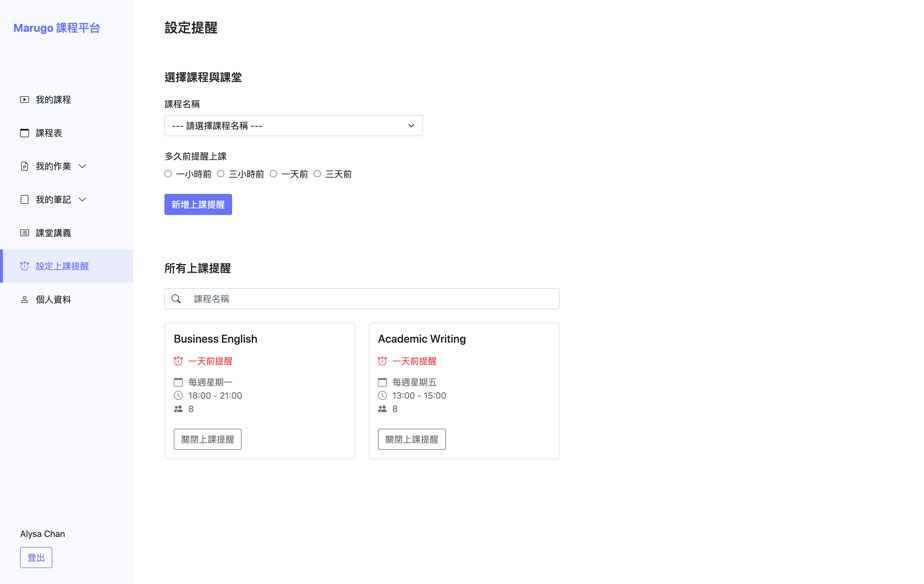 Marugo 課程平台
我的課程
課程表
我的作業
我的筆記
課堂講義
設定上課提醒
個人資料
Alysa Chan
登出
設定提醒
選擇課程與課堂
課程名稱
--- 請選擇課程名稱 ---
多久前提醒上課
一小時前 三小時前 一天前 三天前
新增上課提醒
所有上課提醒
課程名稱
Business English
一天前提醒
每週星期一
18:00 - 21:00
8
關閉上課提醒
Academic Writing
一天前提醒
每週星期五
13:00 - 15:00
8
關閉上課提醒